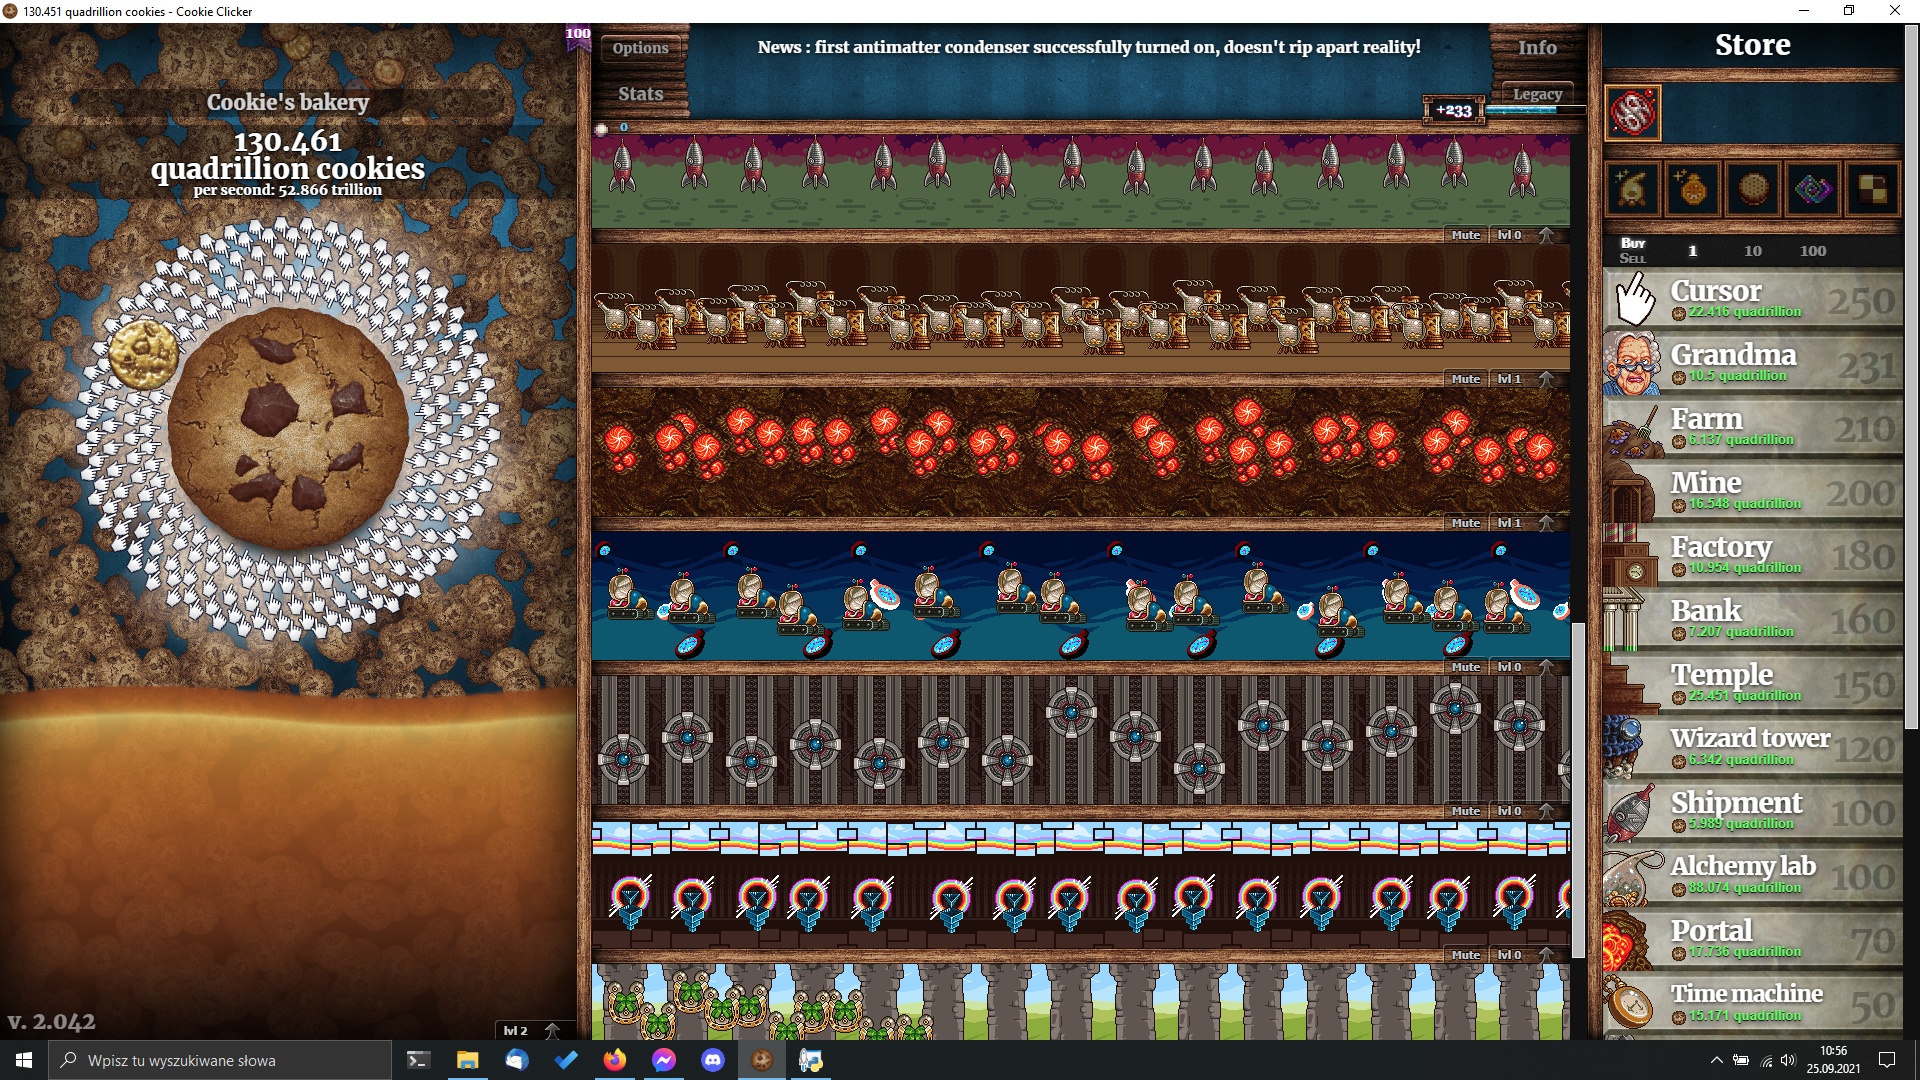 130.451 quadrillion cookies - Cookie Clicker
100
Options
Stats
News : first antimatter condenser successfully turned on, doesn't rip apart reality!
Info
Legacy
+233
0
Cookie's bakery
130.461
quadrillion cookies
per second: 52.866 trillion
v. 2.042
lvl 2
Mute lvl 0
Mute lvl 1
Mute lvl 1
Mute lvl 0
Mute lvl 0
Mute lvl 0
Store
Buy
Sell
1 10 100
Cursor
22.416 quadrillion
250
Grandma
10.5 quadrillion
231
Farm
6.137 quadrillion
210
Mine
16.548 quadrillion
200
Factory
10.954 quadrillion
180
Bank
7.207 quadrillion
160
Temple
25.451 quadrillion
150
Wizard tower
6.342 quadrillion
120
Shipment
5.989 quadrillion
100
Alchemy lab
88.074 quadrillion
100
Portal
17.736 quadrillion
70
Time machine
15.171 quadrillion
50
Wpisz tu wyszukiwane słowa
10:56
25.09.2021